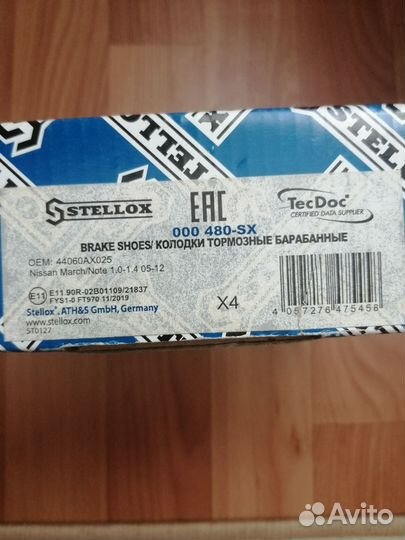 STELLOX
EAC
TecDoc
CERTIFIED DATA SUPPLIER
000 480-SX
BRAKE SHOES/ КОЛОДКИ ТОРМОЗНЫЕ БАРАБАННЫЕ
OEM: 44060AX025
Nissan March/Note 1.0-1.4 05-12
E11 E11 90R-02B01109/21837
FYS1-0 FT970 11/2019
Stellox®, ATH&S GmbH, Germany
www.stellox.com
ST0127
X4
4 057276 475456
Avito